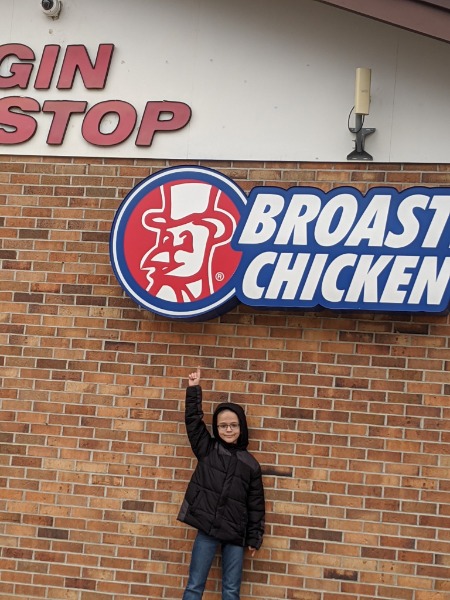 GIN
STOP
BROAST
CHICKEN
®